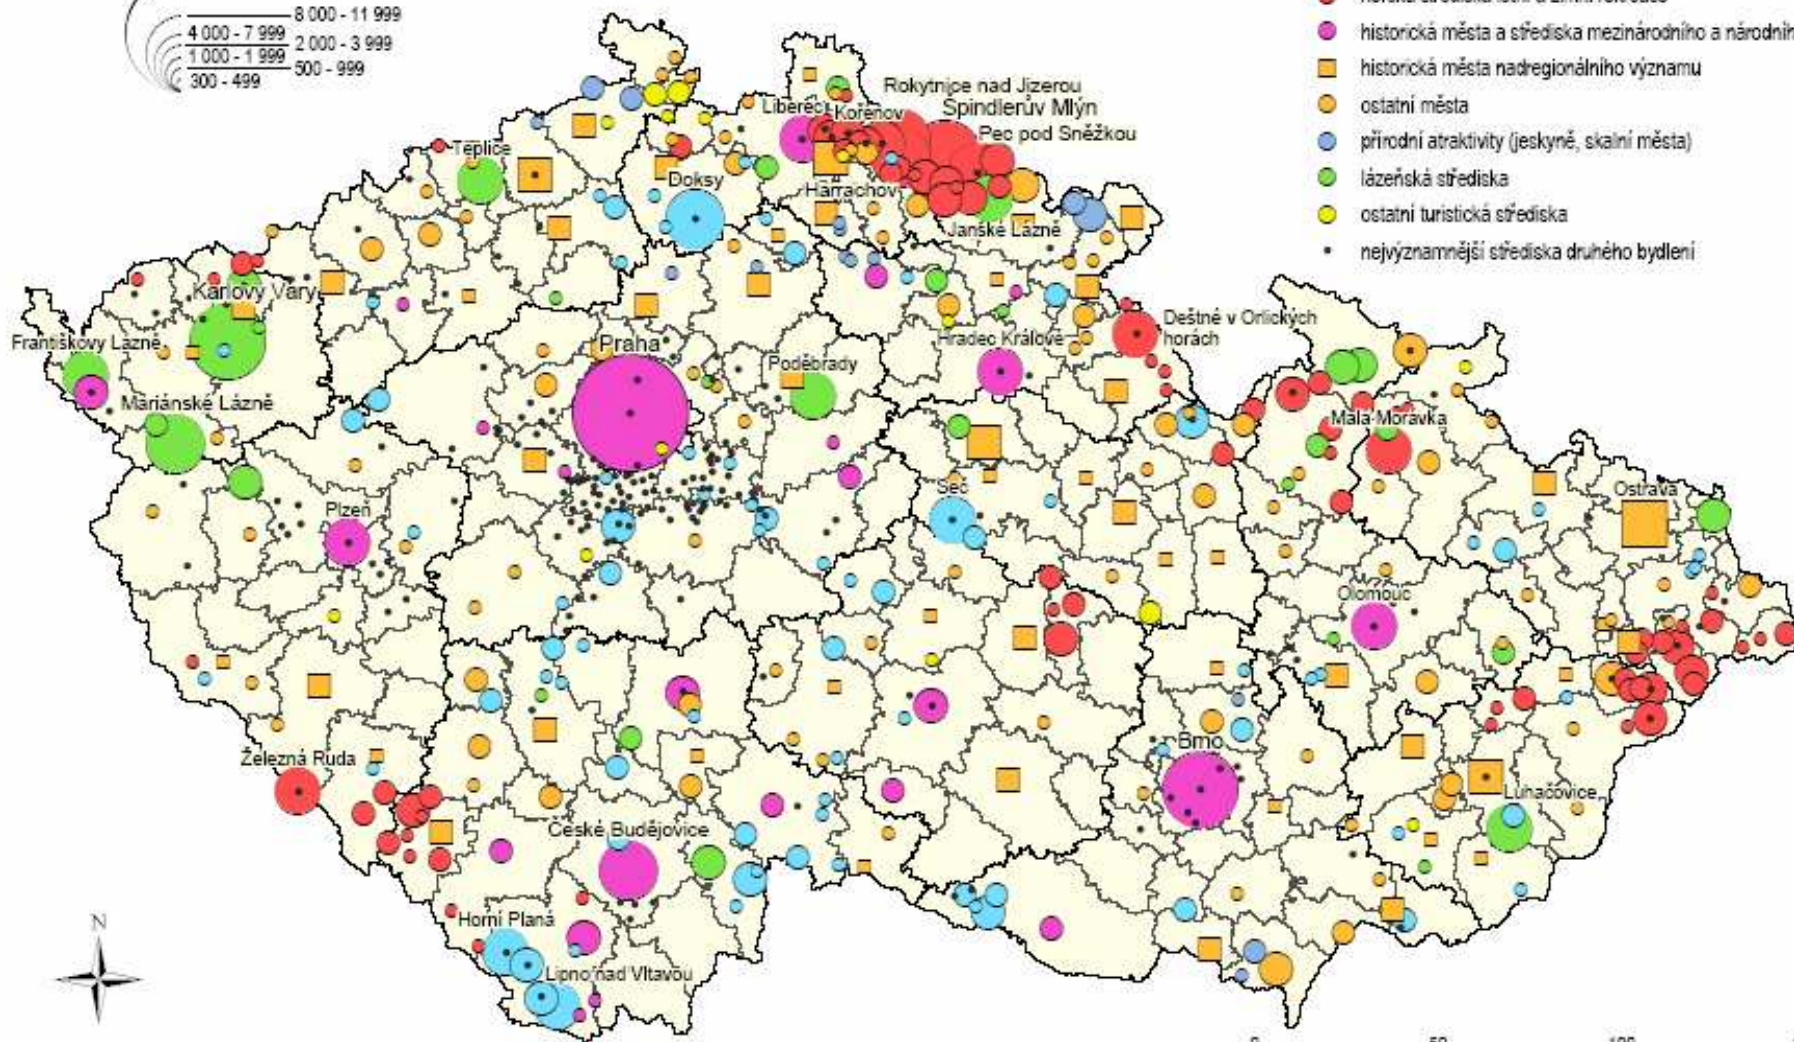 8 000 - 11 999
4 000 - 7 999
2 000 - 3 999
1 000 - 1 999
500 - 999
300 - 499
historická města a střediska mezinárodního a národníh
historická města nadregionálního významu
ostatní města
přírodní atraktivity (jeskyně, skalní města)
lázeňská střediska
ostatní turistická střediska
nejvýznamnější střediska druhého bydlení
Rokytnice nad Jizerou
Liberec
Kořenov
Špindlerův Mlýn
Pec pod Sněžkou
Teplice
Doksy
Harrachov
Janské Lázně
Karlovy Vary
Františkovy Lázně
Praha
Poděbrady
Hradec Králové
Deštné v Orlických
horách
Mariánské Lázně
Malá Morávka
Seč
Ostrava
Plzeň
Olomouc
Železná Ruda
Brno
Luhačovice
České Budějovice
Horní Planá
Lipno nad Vltavou
N
0 50 100